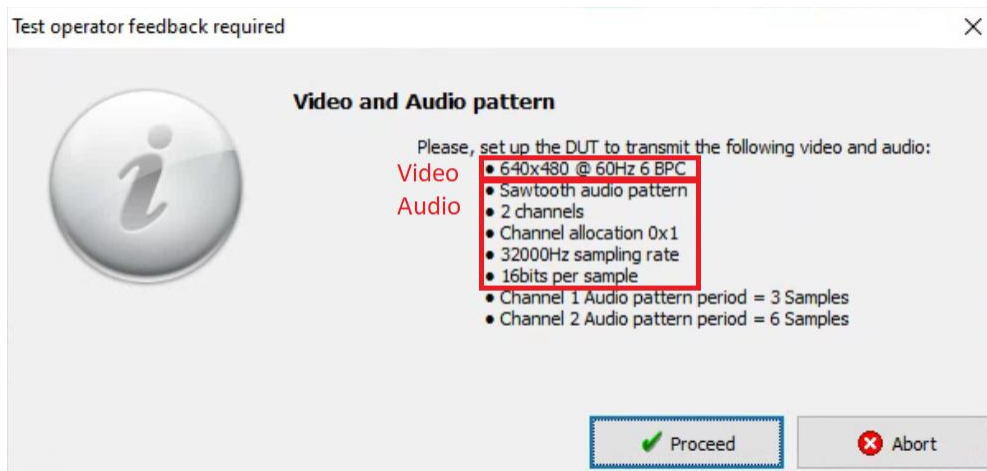 Test operator feedback required
Video and Audio pattern
Please, set up the DUT to transmit the following video and audio:
Video
• 640x480 @ 60Hz 6 BPC
Audio
• Sawtooth audio pattern
• 2 channels
• Channel allocation 0x1
• 32000Hz sampling rate
• 16bits per sample
• Channel 1 Audio pattern period = 3 Samples
• Channel 2 Audio pattern period = 6 Samples
Proceed
Abort